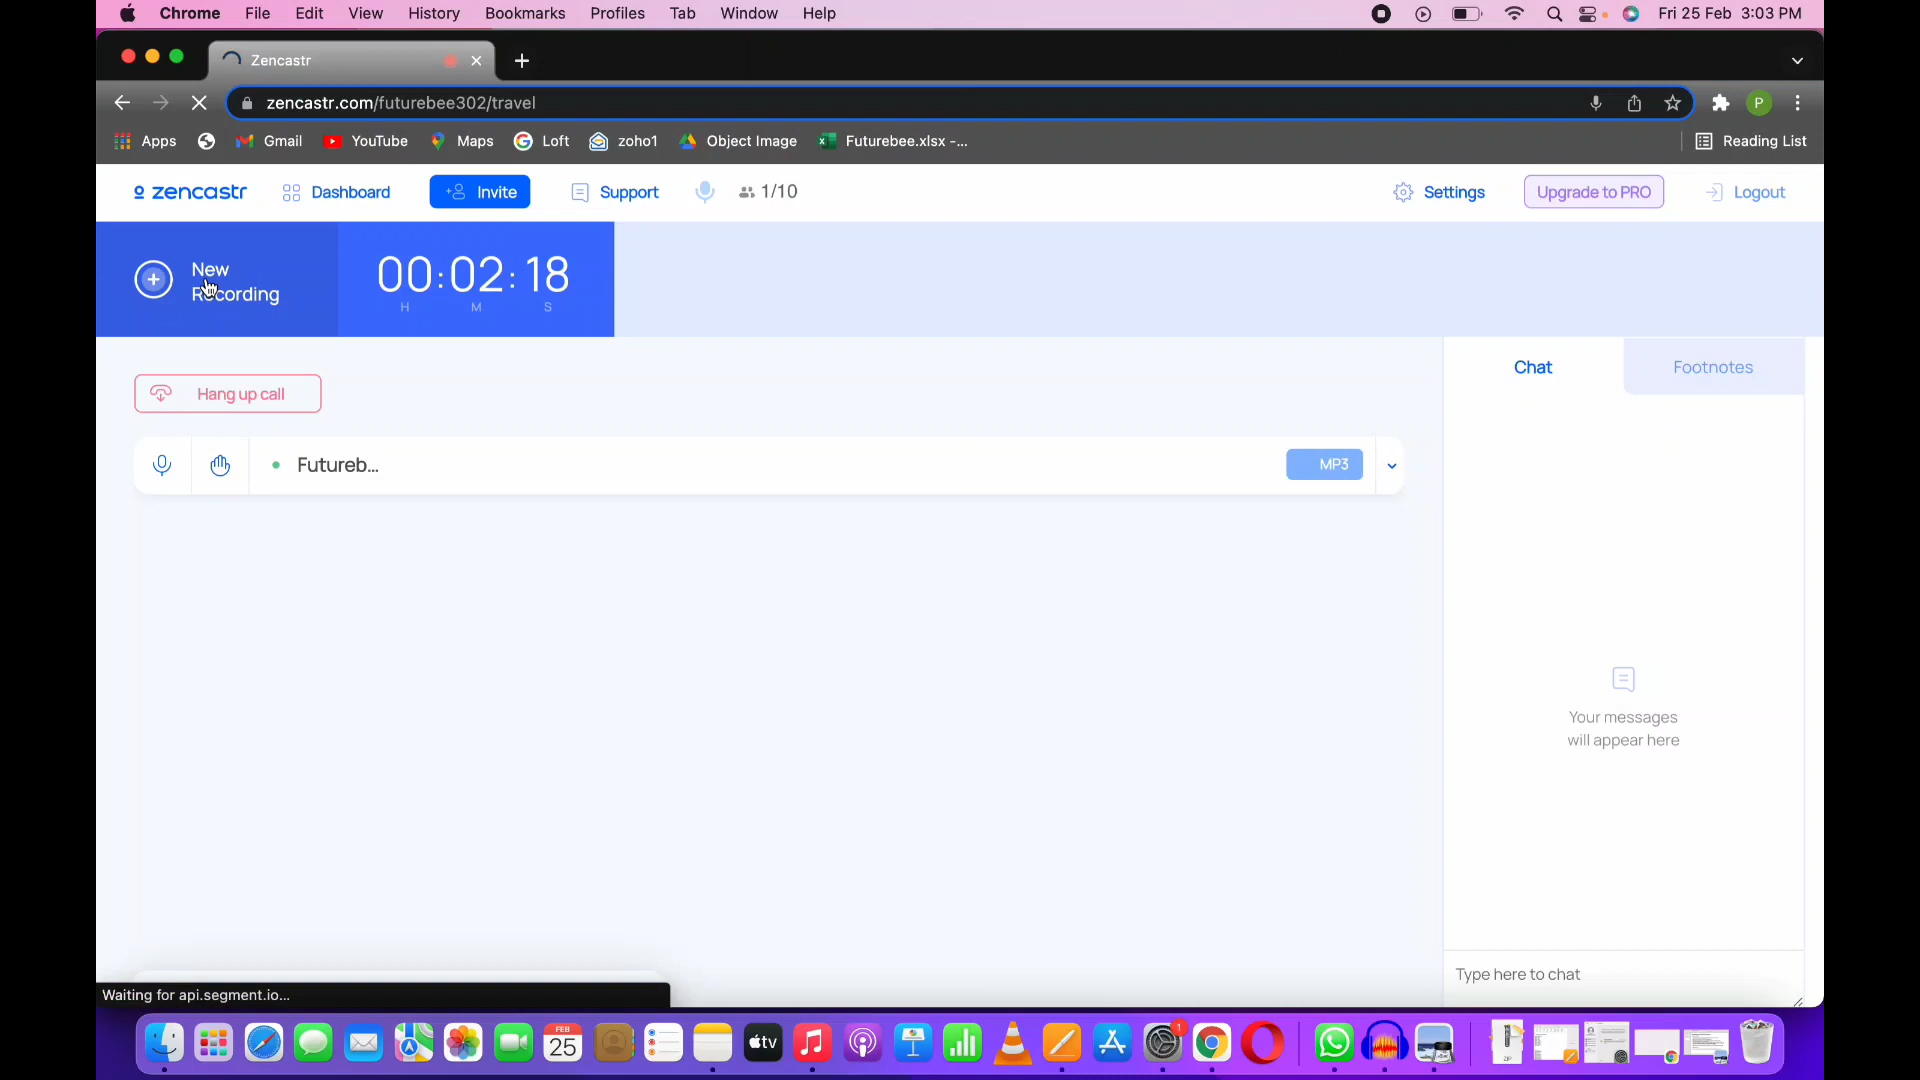 Chrome File Edit View History Bookmarks Profiles Tab Window Help Fri 25 Feb 3:03 PM
Zencastr
zencastr.com/futurebee302/travel P
Apps Gmail YouTube Maps Loft zoho1 Object Image Futurebee.xlsx -... Reading List
zencastr Dashboard Invite Support 1/10 Settings Upgrade to PRO Logout
New
Recording
00:02:18
H M S
Chat Footnotes
Hang up call
Futureb... MP3
Your messages
will appear here
Type here to chat
Waiting for api.segment.io...
FEB
25
tv
1
ZIP